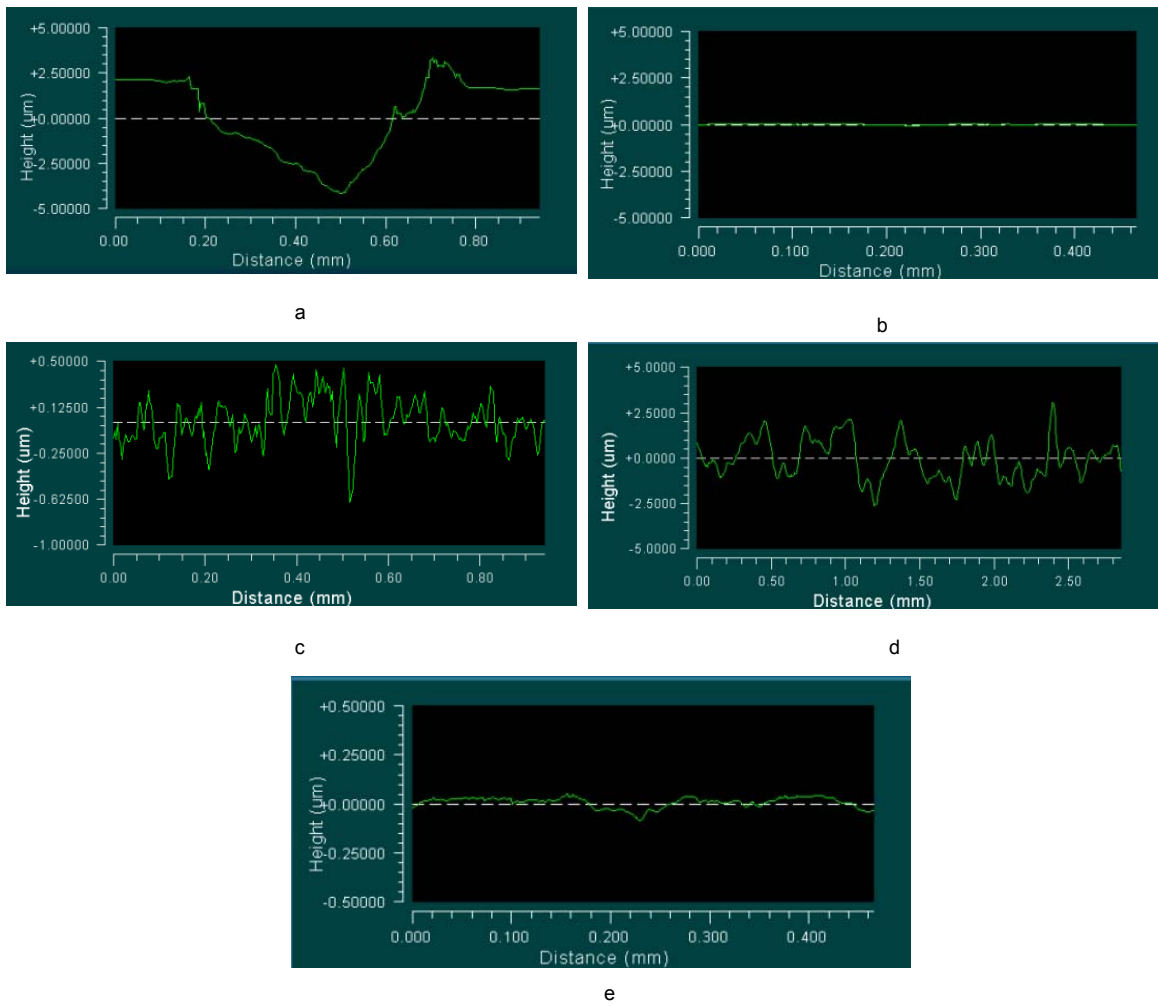 +5.00000
+2.50000
+0.00000
-2.50000
-5.00000
Height (um)
0.00 0.20 0.40 0.60 0.80
Distance (mm)
a
+5.00000
+2.50000
+0.00000
-2.50000
-5.00000
Height (um)
0.000 0.100 0.200 0.300 0.400
Distance (mm)
b
+0.50000
+0.12500
-0.25000
-0.62500
-1.00000
Height (um)
0.00 0.20 0.40 0.60 0.80
Distance (mm)
c
+5.0000
+2.5000
+0.0000
-2.5000
-5.0000
Height (um)
0.00 0.50 1.00 1.50 2.00 2.50
Distance (mm)
d
+0.50000
+0.25000
+0.00000
-0.25000
-0.50000
Height (um)
0.000 0.100 0.200 0.300 0.400
Distance (mm)
e